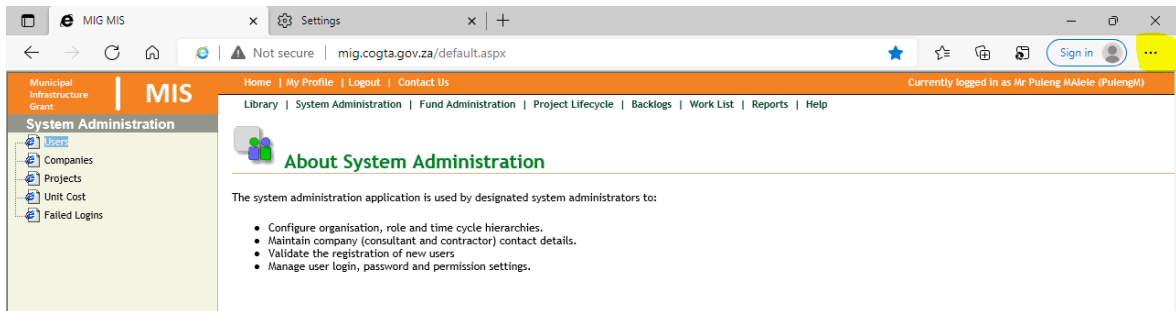 MIG MIS
Settings
Not secure | mig.cogta.gov.za/default.aspx
Sign in
Municipal
Infrastructure
Grant
MIS
Home | My Profile | Logout | Contact Us
Currently logged in as Mr Puleng MAlele (PulengM)
Library | System Administration | Fund Administration | Project Lifecycle | Backlogs | Work List | Reports | Help
System Administration
Users
Companies
Projects
Unit Cost
Failed Logins
About System Administration
The system administration application is used by designated system administrators to:
Configure organisation, role and time cycle hierarchies.
Maintain company (consultant and contractor) contact details.
Validate the registration of new users
Manage user login, password and permission settings.